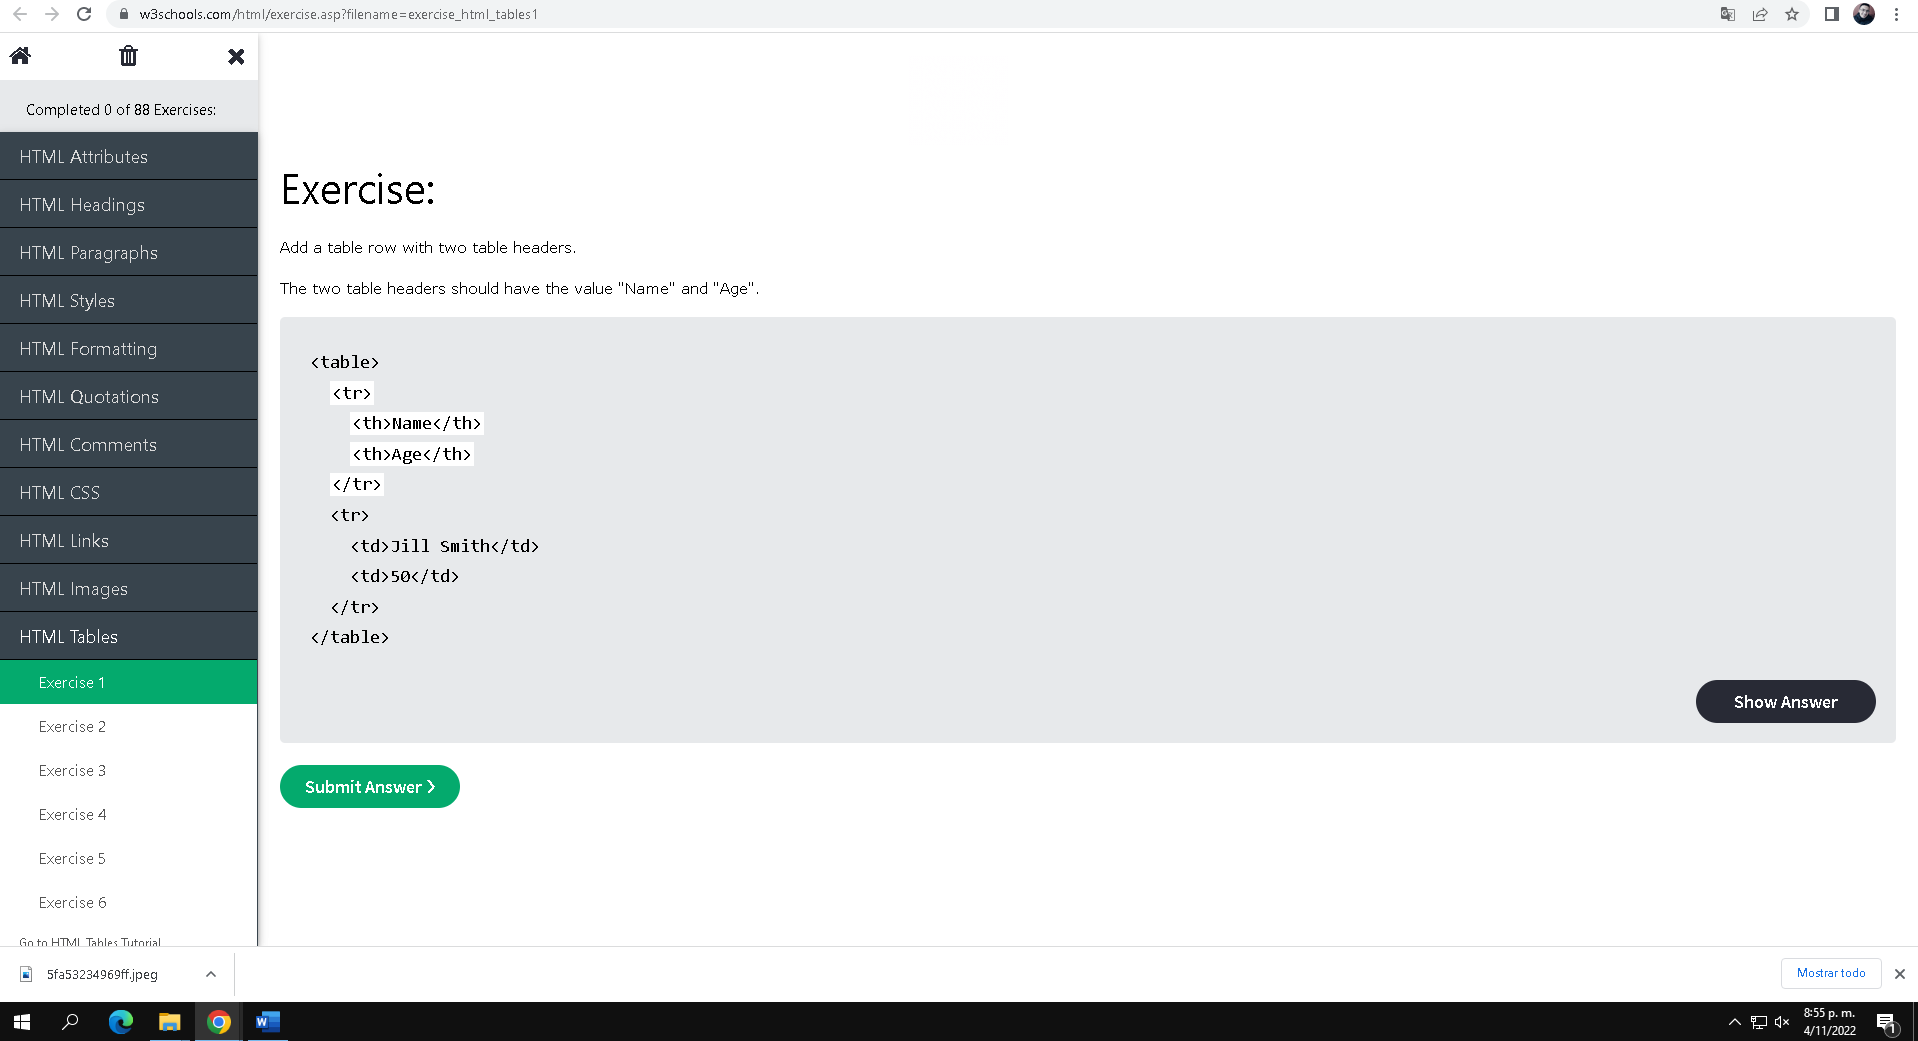 w3schools.com/html/exercise.asp?filename=exercise_html_tables1
Completed 0 of 88 Exercises:
HTML Attributes
HTML Headings
HTML Paragraphs
HTML Styles
HTML Formatting
HTML Quotations
HTML Comments
HTML CSS
HTML Links
HTML Images
HTML Tables
Exercise 1
Exercise 2
Exercise 3
Exercise 4
Exercise 5
Exercise 6
Go to HTML Tables Tutorial
Exercise:
Add a table row with two table headers.
The two table headers should have the value "Name" and "Age".
<table>
<tr>
<th>Name</th>
<th>Age</th>
</tr>
<tr>
<td>Jill Smith</td>
<td>50</td>
</tr>
</table>
Show Answer
Submit Answer ❯
5fa53234969ff.jpeg
Mostrar todo
8:55 p. m.
4/11/2022
1